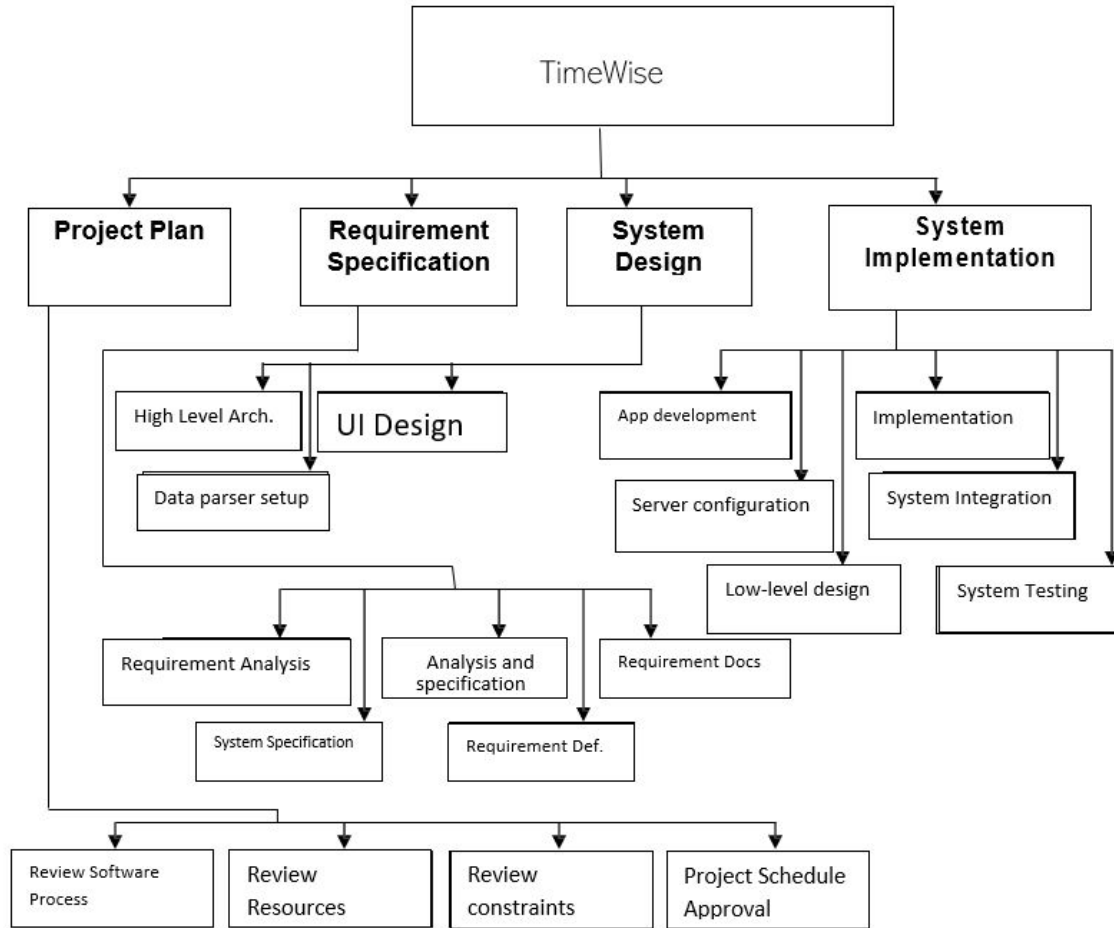 TimeWise
Project Plan
Requirement
Specification
System
Design
System
Implementation
High Level Arch.
UI Design
Data parser setup
App development
Implementation
Server configuration
System Integration
Low-level design
System Testing
Requirement Analysis
Analysis and
specification
Requirement Docs
System Specification
Requirement Def.
Review Software
Process
Review
Resources
Review
constraints
Project Schedule
Approval